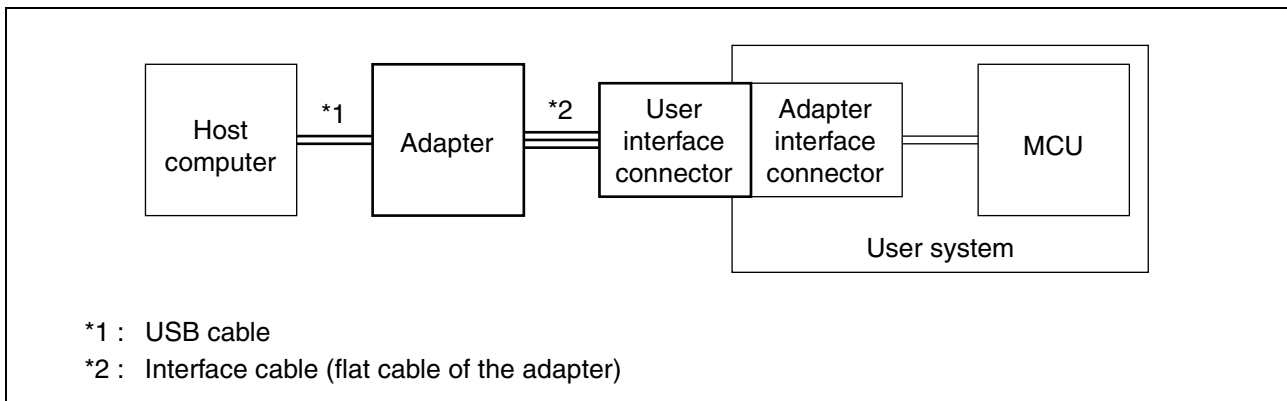 Host
computer
*1
Adapter
*2
User
interface
connector
Adapter
interface
connector
MCU
User system
*1 : USB cable
*2 : Interface cable (flat cable of the adapter)